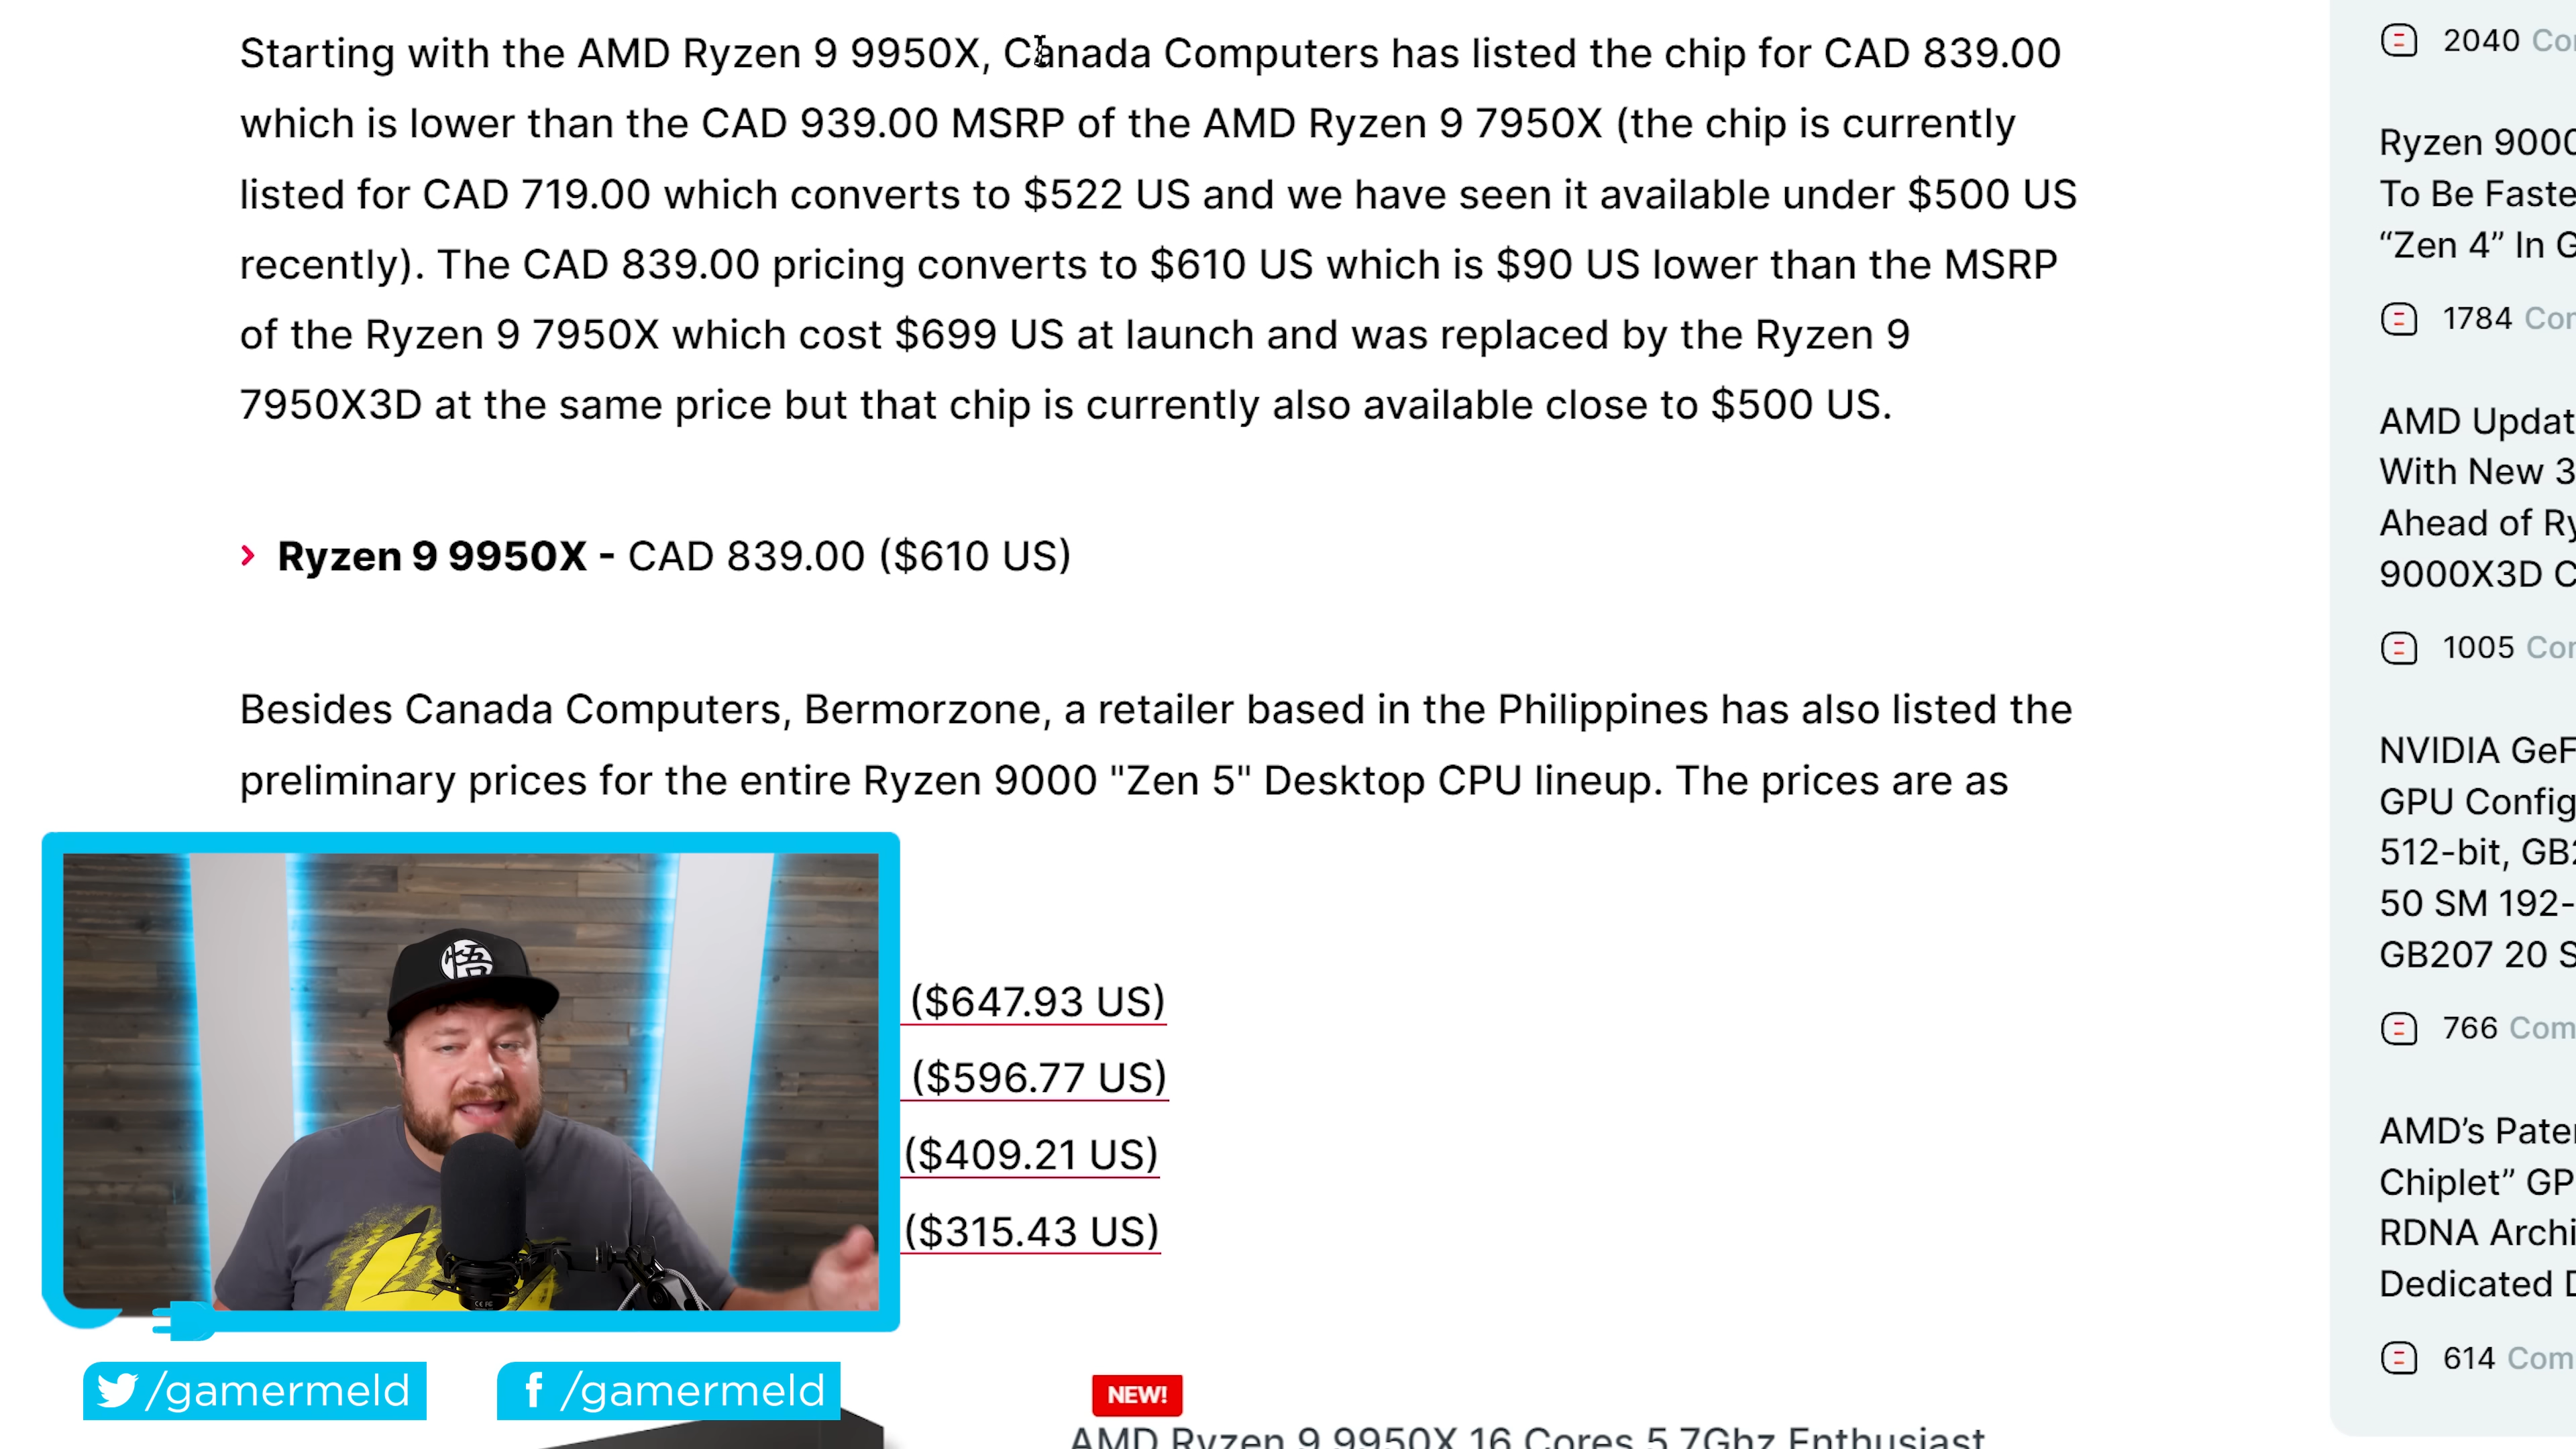 Starting with the AMD Ryzen 9 9950X, Canada Computers has listed the chip for CAD 839.00
which is lower than the CAD 939.00 MSRP of the AMD Ryzen 9 7950X (the chip is currently
listed for CAD 719.00 which converts to $522 US and we have seen it available under $500 US
recently). The CAD 839.00 pricing converts to $610 US which is $90 US lower than the MSRP
of the Ryzen 9 7950X which cost $699 US at launch and was replaced by the Ryzen 9
7950X3D at the same price but that chip is currently also available close to $500 US.
Ryzen 9 9950X - CAD 839.00 ($610 US)
Besides Canada Computers, Bermorzone, a retailer based in the Philippines has also listed the
preliminary prices for the entire Ryzen 9000 "Zen 5" Desktop CPU lineup. The prices are as
($647.93 US)
($596.77 US)
($409.21 US)
($315.43 US)
悟
/gamermeld
/gamermeld
NEW!
AMD Ryzen 9 9950X 16 Cores 5.7Ghz Enthusiast
2040
Ryzen 9000
To Be Faste
"Zen 4" In G
1784
AMD Updat
With New 3
Ahead of Ry
9000X3D C
1005
NVIDIA GeF
GPU Config
512-bit, GB2
50 SM 192-
GB207 20 S
766 Com
AMD's Pate
Chiplet" GP
RDNA Archi
Dedicated D
614 Com